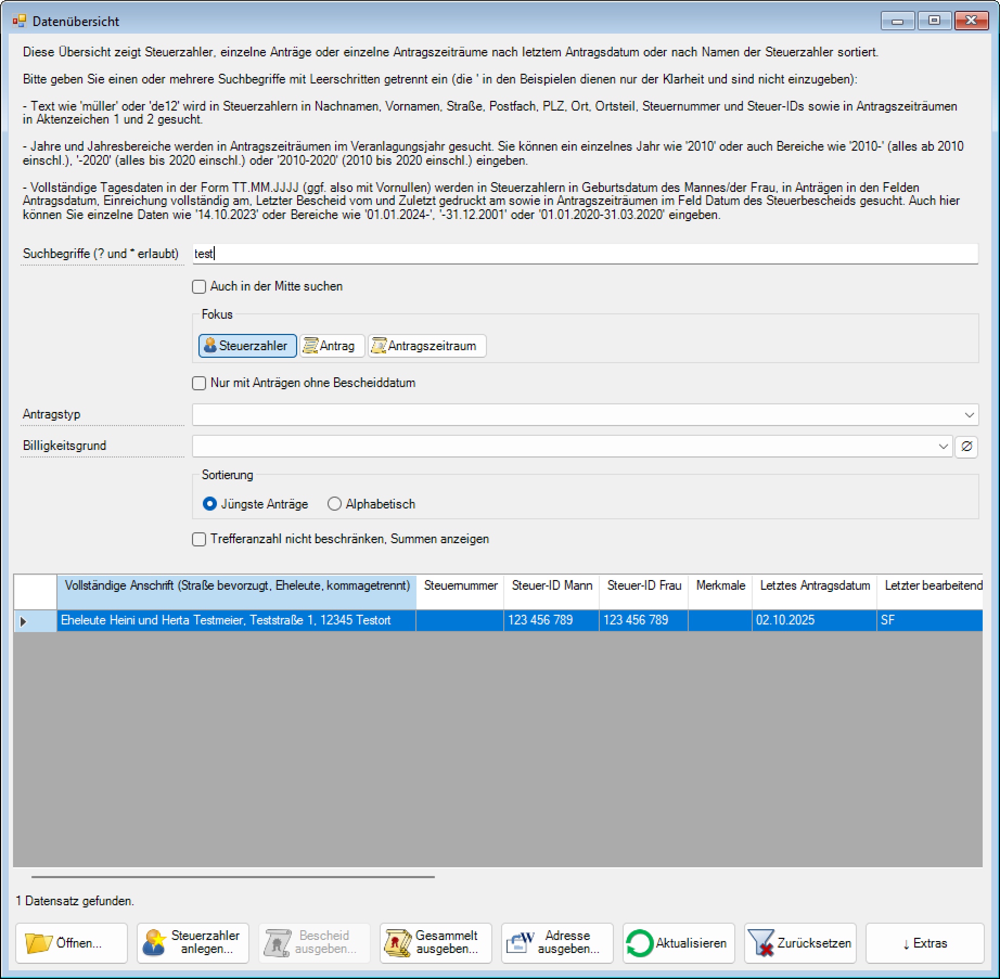 Datenübersicht
Diese Übersicht zeigt Steuerzahler, einzelne Anträge oder einzelne Antragszeiträume nach letztem Antragsdatum oder nach Namen der Steuerzahler sortiert.
Bitte geben Sie einen oder mehrere Suchbegriffe mit Leerschritten getrennt ein (die ' in den Beispielen dienen nur der Klarheit und sind nicht einzugeben):
- Text wie 'müller' oder 'de12' wird in Steuerzahlern in Nachnamen, Vornamen, Straße, Postfach, PLZ, Ort, Ortsteil, Steuernummer und Steuer-IDs sowie in Antragszeiträumen
in Aktenzeichen 1 und 2 gesucht.
- Jahre und Jahresbereiche werden in Antragszeiträumen im Veranlagungsjahr gesucht. Sie können ein einzelnes Jahr wie '2010' oder auch Bereiche wie '2010-' (alles ab 2010
einschl.), '-2020' (alles bis 2020 einschl.) oder '2010-2020' (2010 bis 2020 einschl.) eingeben.
- Vollständige Tagesdaten in der Form TT.MM.JJJJ (ggf. also mit Vornullen) werden in Steuerzahlern in Geburtsdatum des Mannes/der Frau, in Anträgen in den Felden
Antragsdatum, Einreichung vollständig am, Letzter Bescheid vom und Zuletzt gedruckt am sowie in Antragszeiträumen im Feld Datum des Steuerbescheids gesucht. Auch hier
können Sie einzelne Daten wie '14.10.2023' oder Bereiche wie '01.01.2024-', '-31.12.2001' oder '01.01.2020-31.03.2020' eingeben.
Suchbegriffe (? und * erlaubt) test
Auch in der Mitte suchen
Fokus
Steuerzahler Antrag Antragszeitraum
Nur mit Anträgen ohne Bescheiddatum
Antragstyp
Billigkeitsgrund
Sortierung
Jüngste Anträge Alphabetisch
Trefferanzahl nicht beschränken, Summen anzeigen
Vollständige Anschrift (Straße bevorzugt, Eheleute, kommagetrennt) Steuernummer Steuer-ID Mann Steuer-ID Frau Merkmale Letztes Antragsdatum Letzter bearbeitend
Eheleute Heini und Herta Testmeier, Teststraße 1, 12345 Testort 123 456 789 123 456 789 02.10.2025 SF
1 Datensatz gefunden.
Öffnen...
Steuerzahler
anlegen...
Bescheid
ausgeben...
Gesammelt
ausgeben...
Adresse
ausgeben...
Aktualisieren
Zurücksetzen
↓ Extras